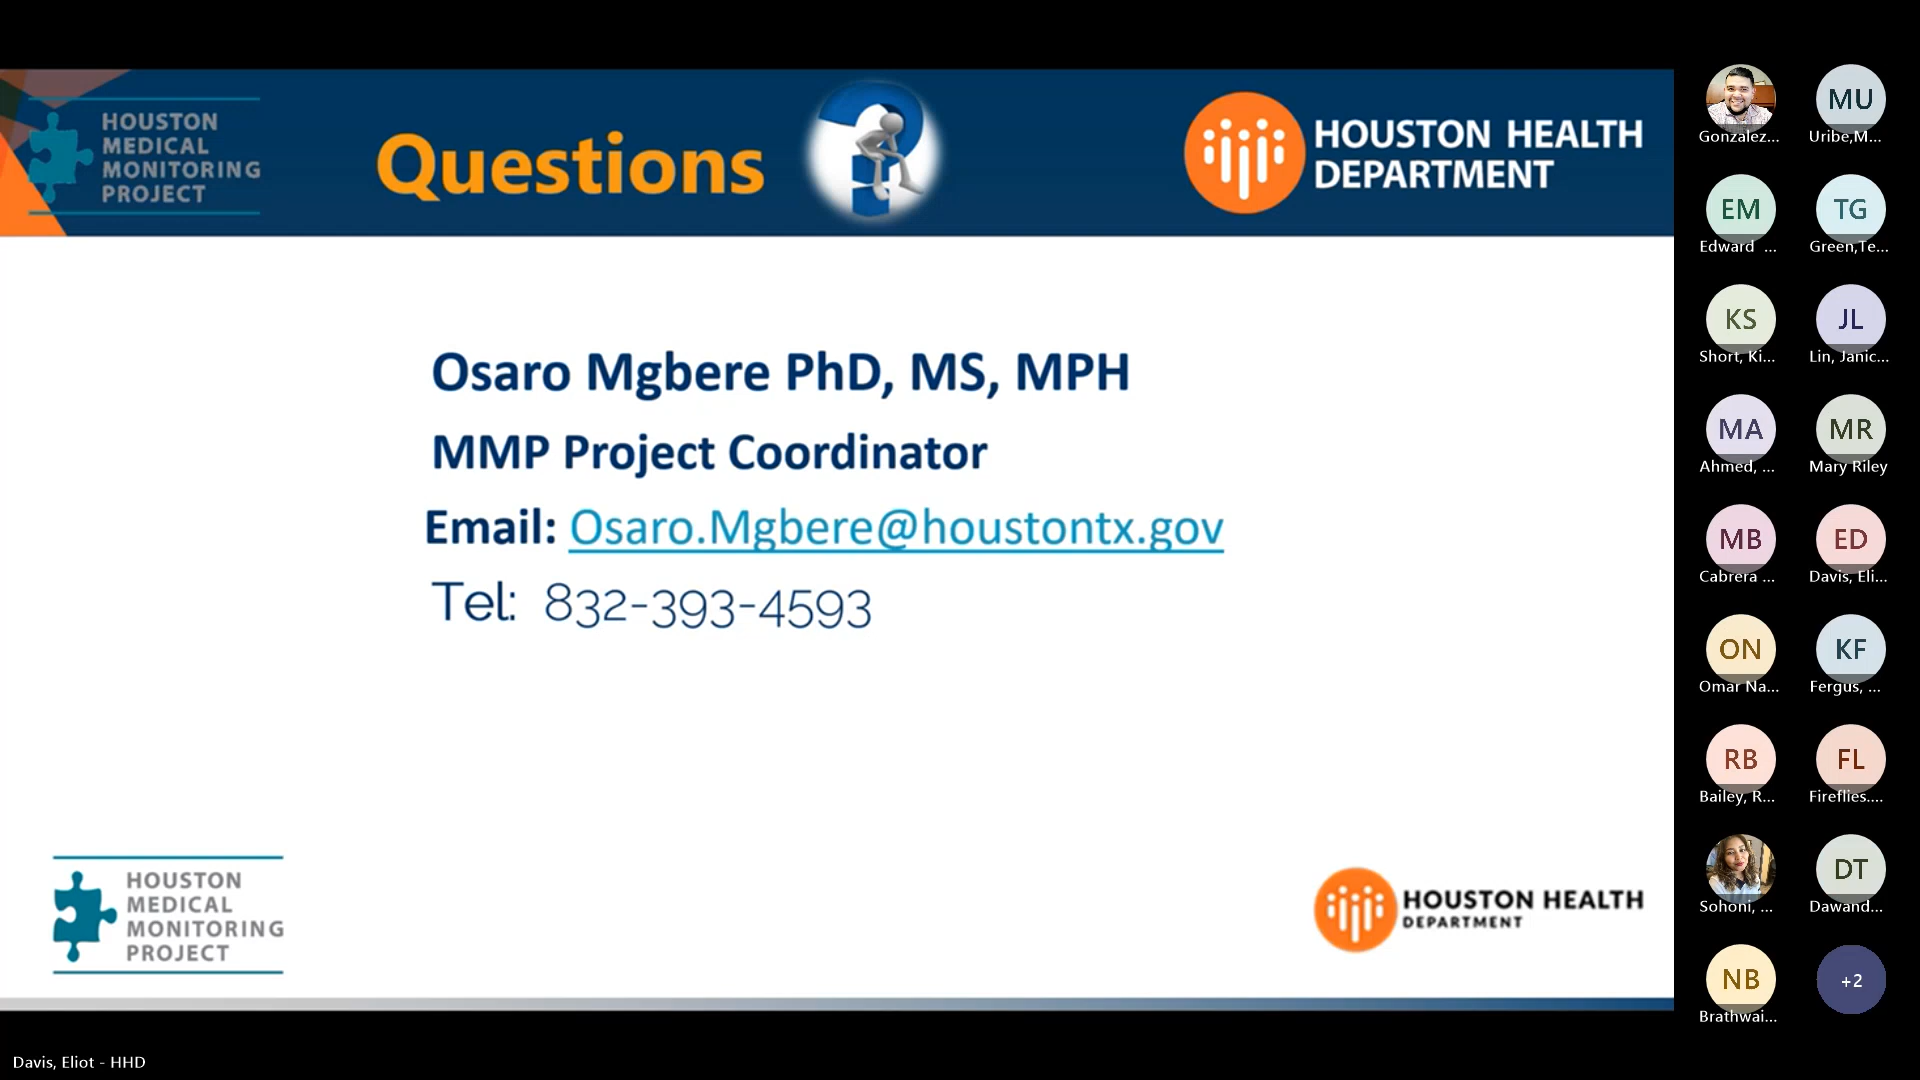 HOUSTON
MEDICAL
MONITORING
PROJECT
Questions
HOUSTON HEALTH
DEPARTMENT
Osaro Mgbere PhD, MS, MPH
MMP Project Coordinator
Email: Osaro.Mgbere@houstontx.gov
Tel: 832-393-4593
HOUSTON
MEDICAL
MONITORING
PROJECT
HOUSTON HEALTH
DEPARTMENT
Gonzalez...
MU
Uribe,M...
EM
Edward ...
TG
Green,Te...
KS
Short, Ki...
JL
Lin, Janic...
MA
Ahmed, ...
MR
Mary Riley
MB
Cabrera ...
ED
Davis, Eli...
ON
Omar Na...
KF
Fergus, ...
RB
Bailey, R...
FL
Fireflies....
Sohoni, ...
DT
Dawand...
NB
Brathwai...
+2
Davis, Eliot - HHD